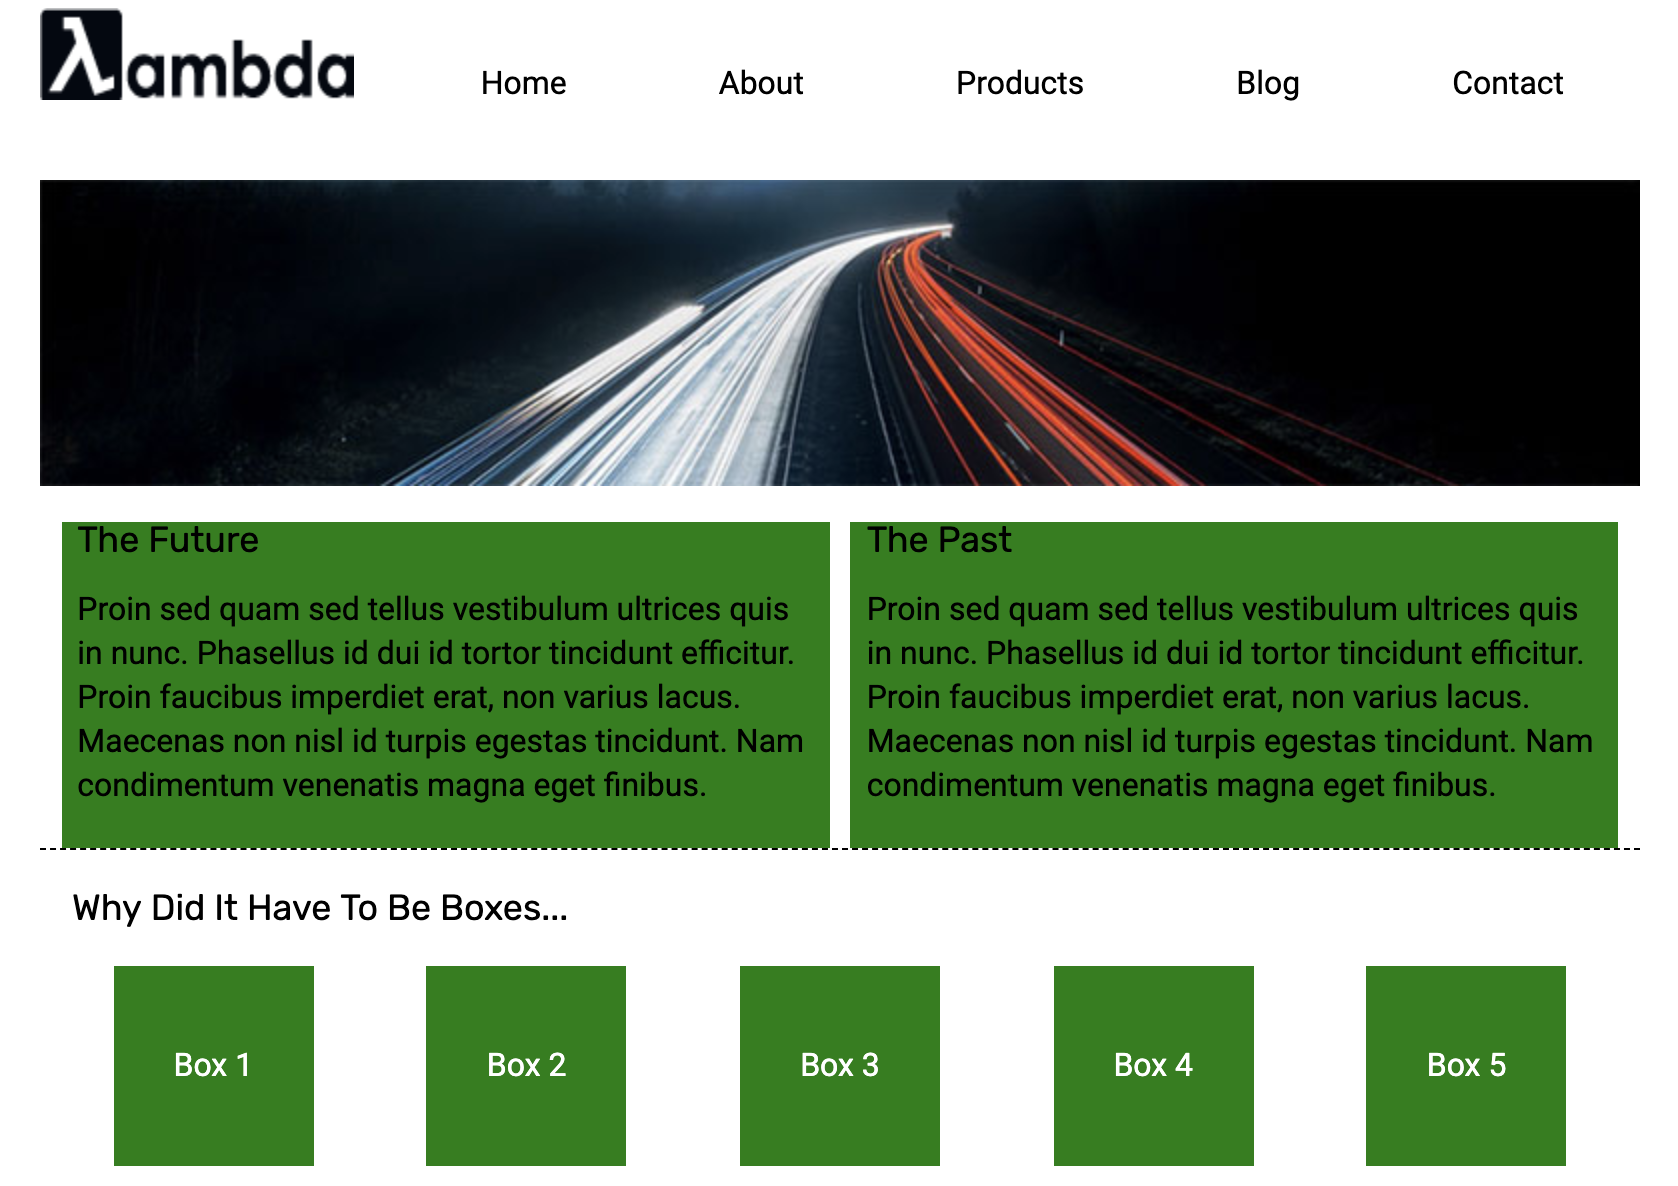 λambda
Home About Products Blog Contact
The Future
Proin sed quam sed tellus vestibulum ultrices quis
in nunc. Phasellus id dui id tortor tincidunt efficitur.
Proin faucibus imperdiet erat, non varius lacus.
Maecenas non nisl id turpis egestas tincidunt. Nam
condimentum venenatis magna eget finibus.
The Past
Proin sed quam sed tellus vestibulum ultrices quis
in nunc. Phasellus id dui id tortor tincidunt efficitur.
Proin faucibus imperdiet erat, non varius lacus.
Maecenas non nisl id turpis egestas tincidunt. Nam
condimentum venenatis magna eget finibus.
Why Did It Have To Be Boxes...
Box 1 Box 2 Box 3 Box 4 Box 5